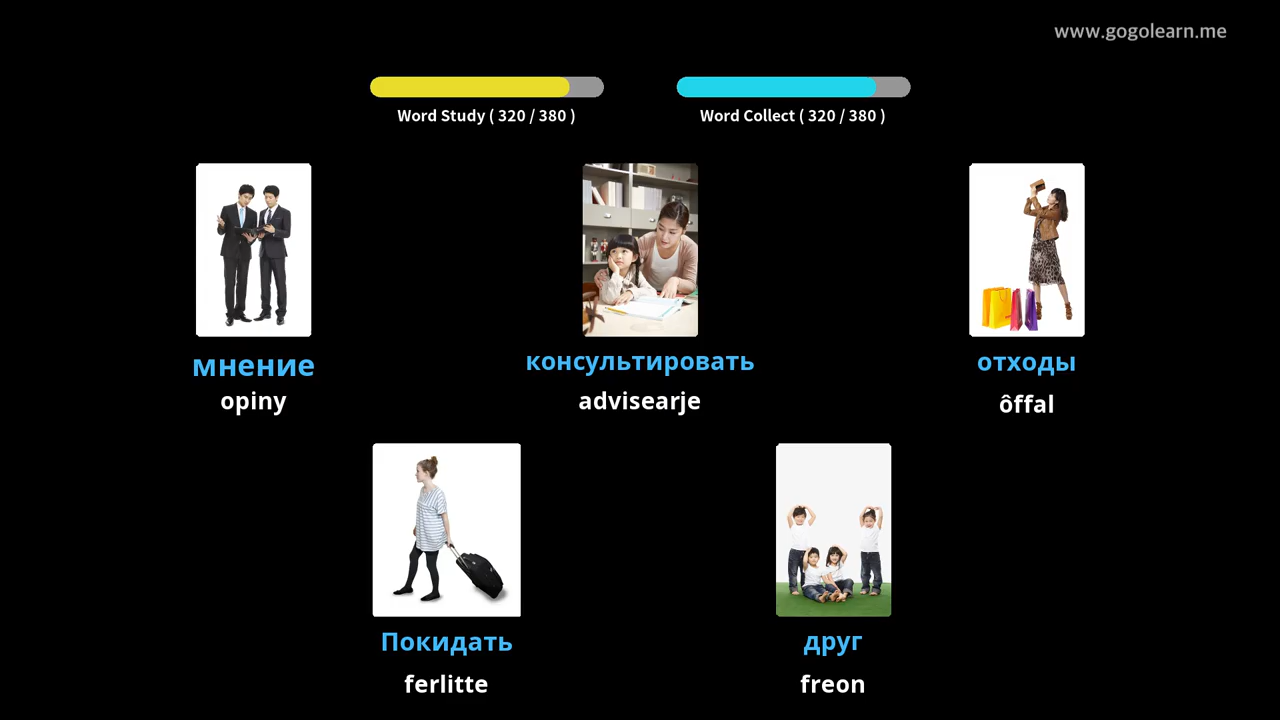 www.gogolearn.me
Word Study ( 320 / 380 )
Word Collect ( 320 / 380 )
мнение
opiny
консультировать
advisearje
отходы
ôffal
Покидать
ferlitte
друг
freon